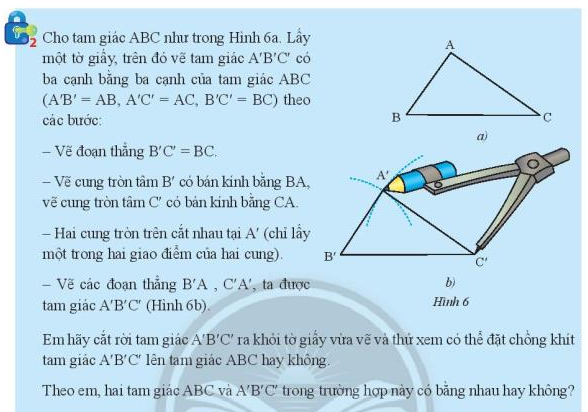 2
Cho tam giác ABC như trong Hình 6a. Lấy
một tờ giấy, trên đó vẽ tam giác A'B'C' có
ba cạnh bằng ba cạnh của tam giác ABC
(A'B' = AB, A'C' = AC, B'C' = BC) theo
các bước:
– Vẽ đoạn thẳng B'C' = BC.
– Vẽ cung tròn tâm B' có bán kính bằng BA,
vẽ cung tròn tâm C' có bán kính bằng CA.
– Hai cung tròn trên cắt nhau tại A' (chỉ lấy
một trong hai giao điểm của hai cung).
– Vẽ các đoạn thẳng B'A , C'A', ta được
tam giác A'B'C' (Hình 6b).
A
B
C
a)
A'
B'
C'
b)
Hình 6
Em hãy cắt rời tam giác A'B'C' ra khỏi tờ giấy vừa vẽ và thử xem có thể đặt chồng khít
tam giác A'B'C' lên tam giác ABC hay không.
Theo em, hai tam giác ABC và A'B'C' trong trường hợp này có bằng nhau hay không?